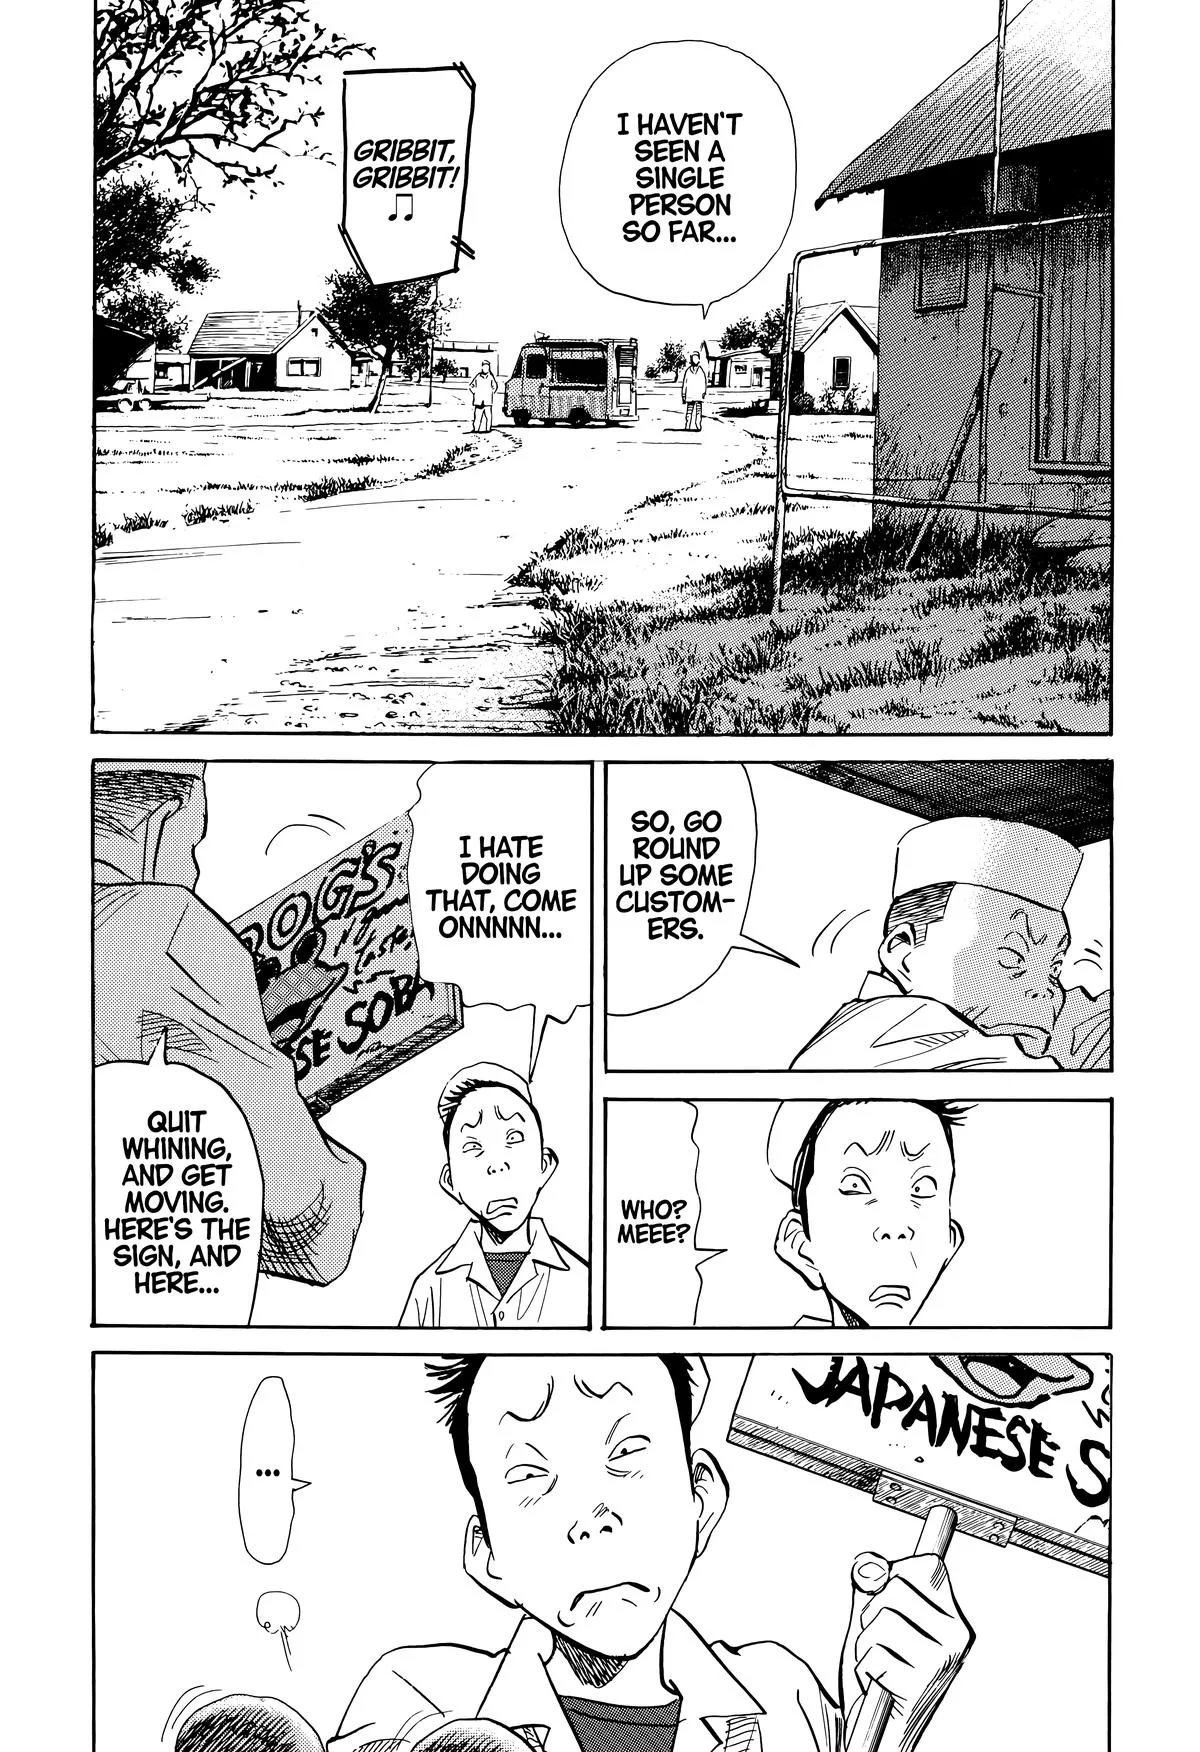 I HAVEN'T
SEEN A
SINGLE
PERSON
SO FAR...
GRIBBIT,
GRIBBIT!
♫
SO, GO
ROUND
UP SOME
CUSTOM-
ERS.
WHO?
MEEE?
I HATE
DOING
THAT, COME
ONNNNN...
ROG'S
SOBA
QUIT
WHINING,
AND GET
MOVING.
HERE'S THE
SIGN, AND
HERE...
JAPANESE S
...